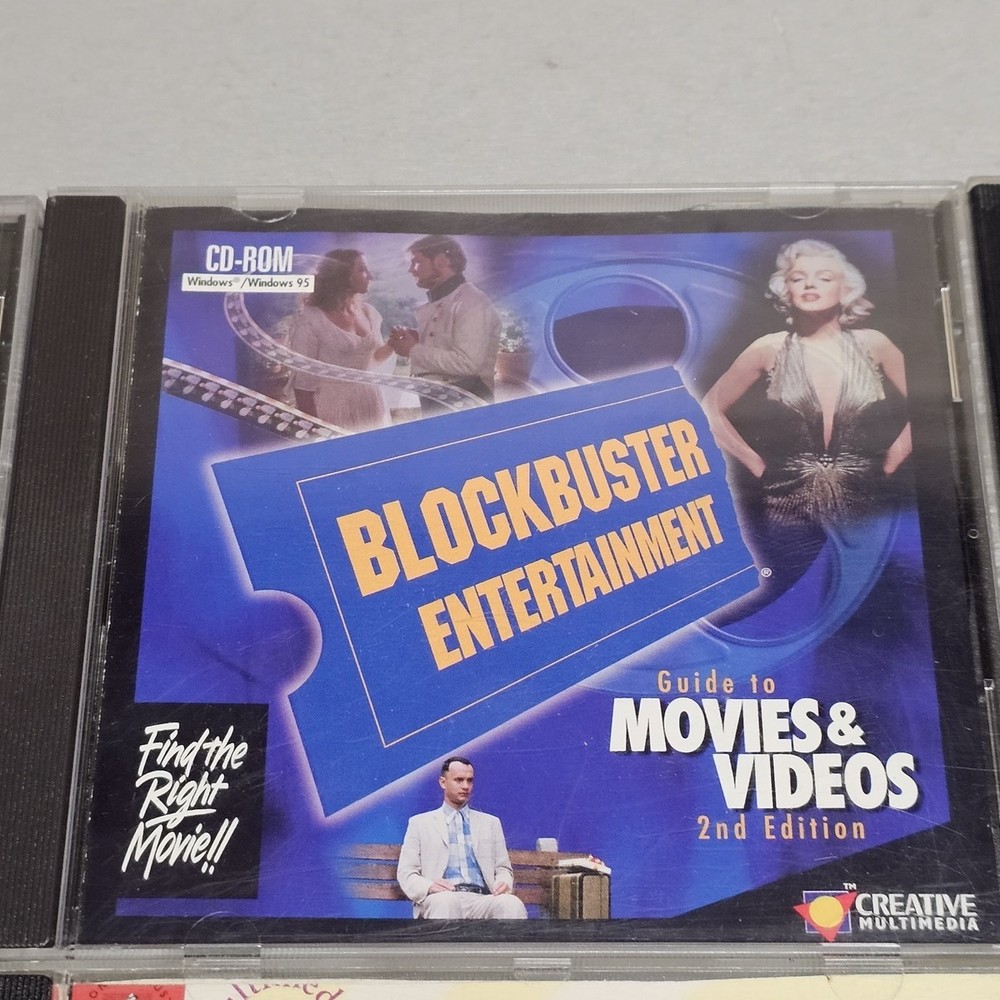 CD-ROM
Windows®/Windows 95
BLOCKBUSTER
ENTERTAINMENT
®
Guide to
MOVIES &
VIDEOS
2nd Edition
Find the
Right
Movie!!
TM
CREATIVE
MULTIMEDIA